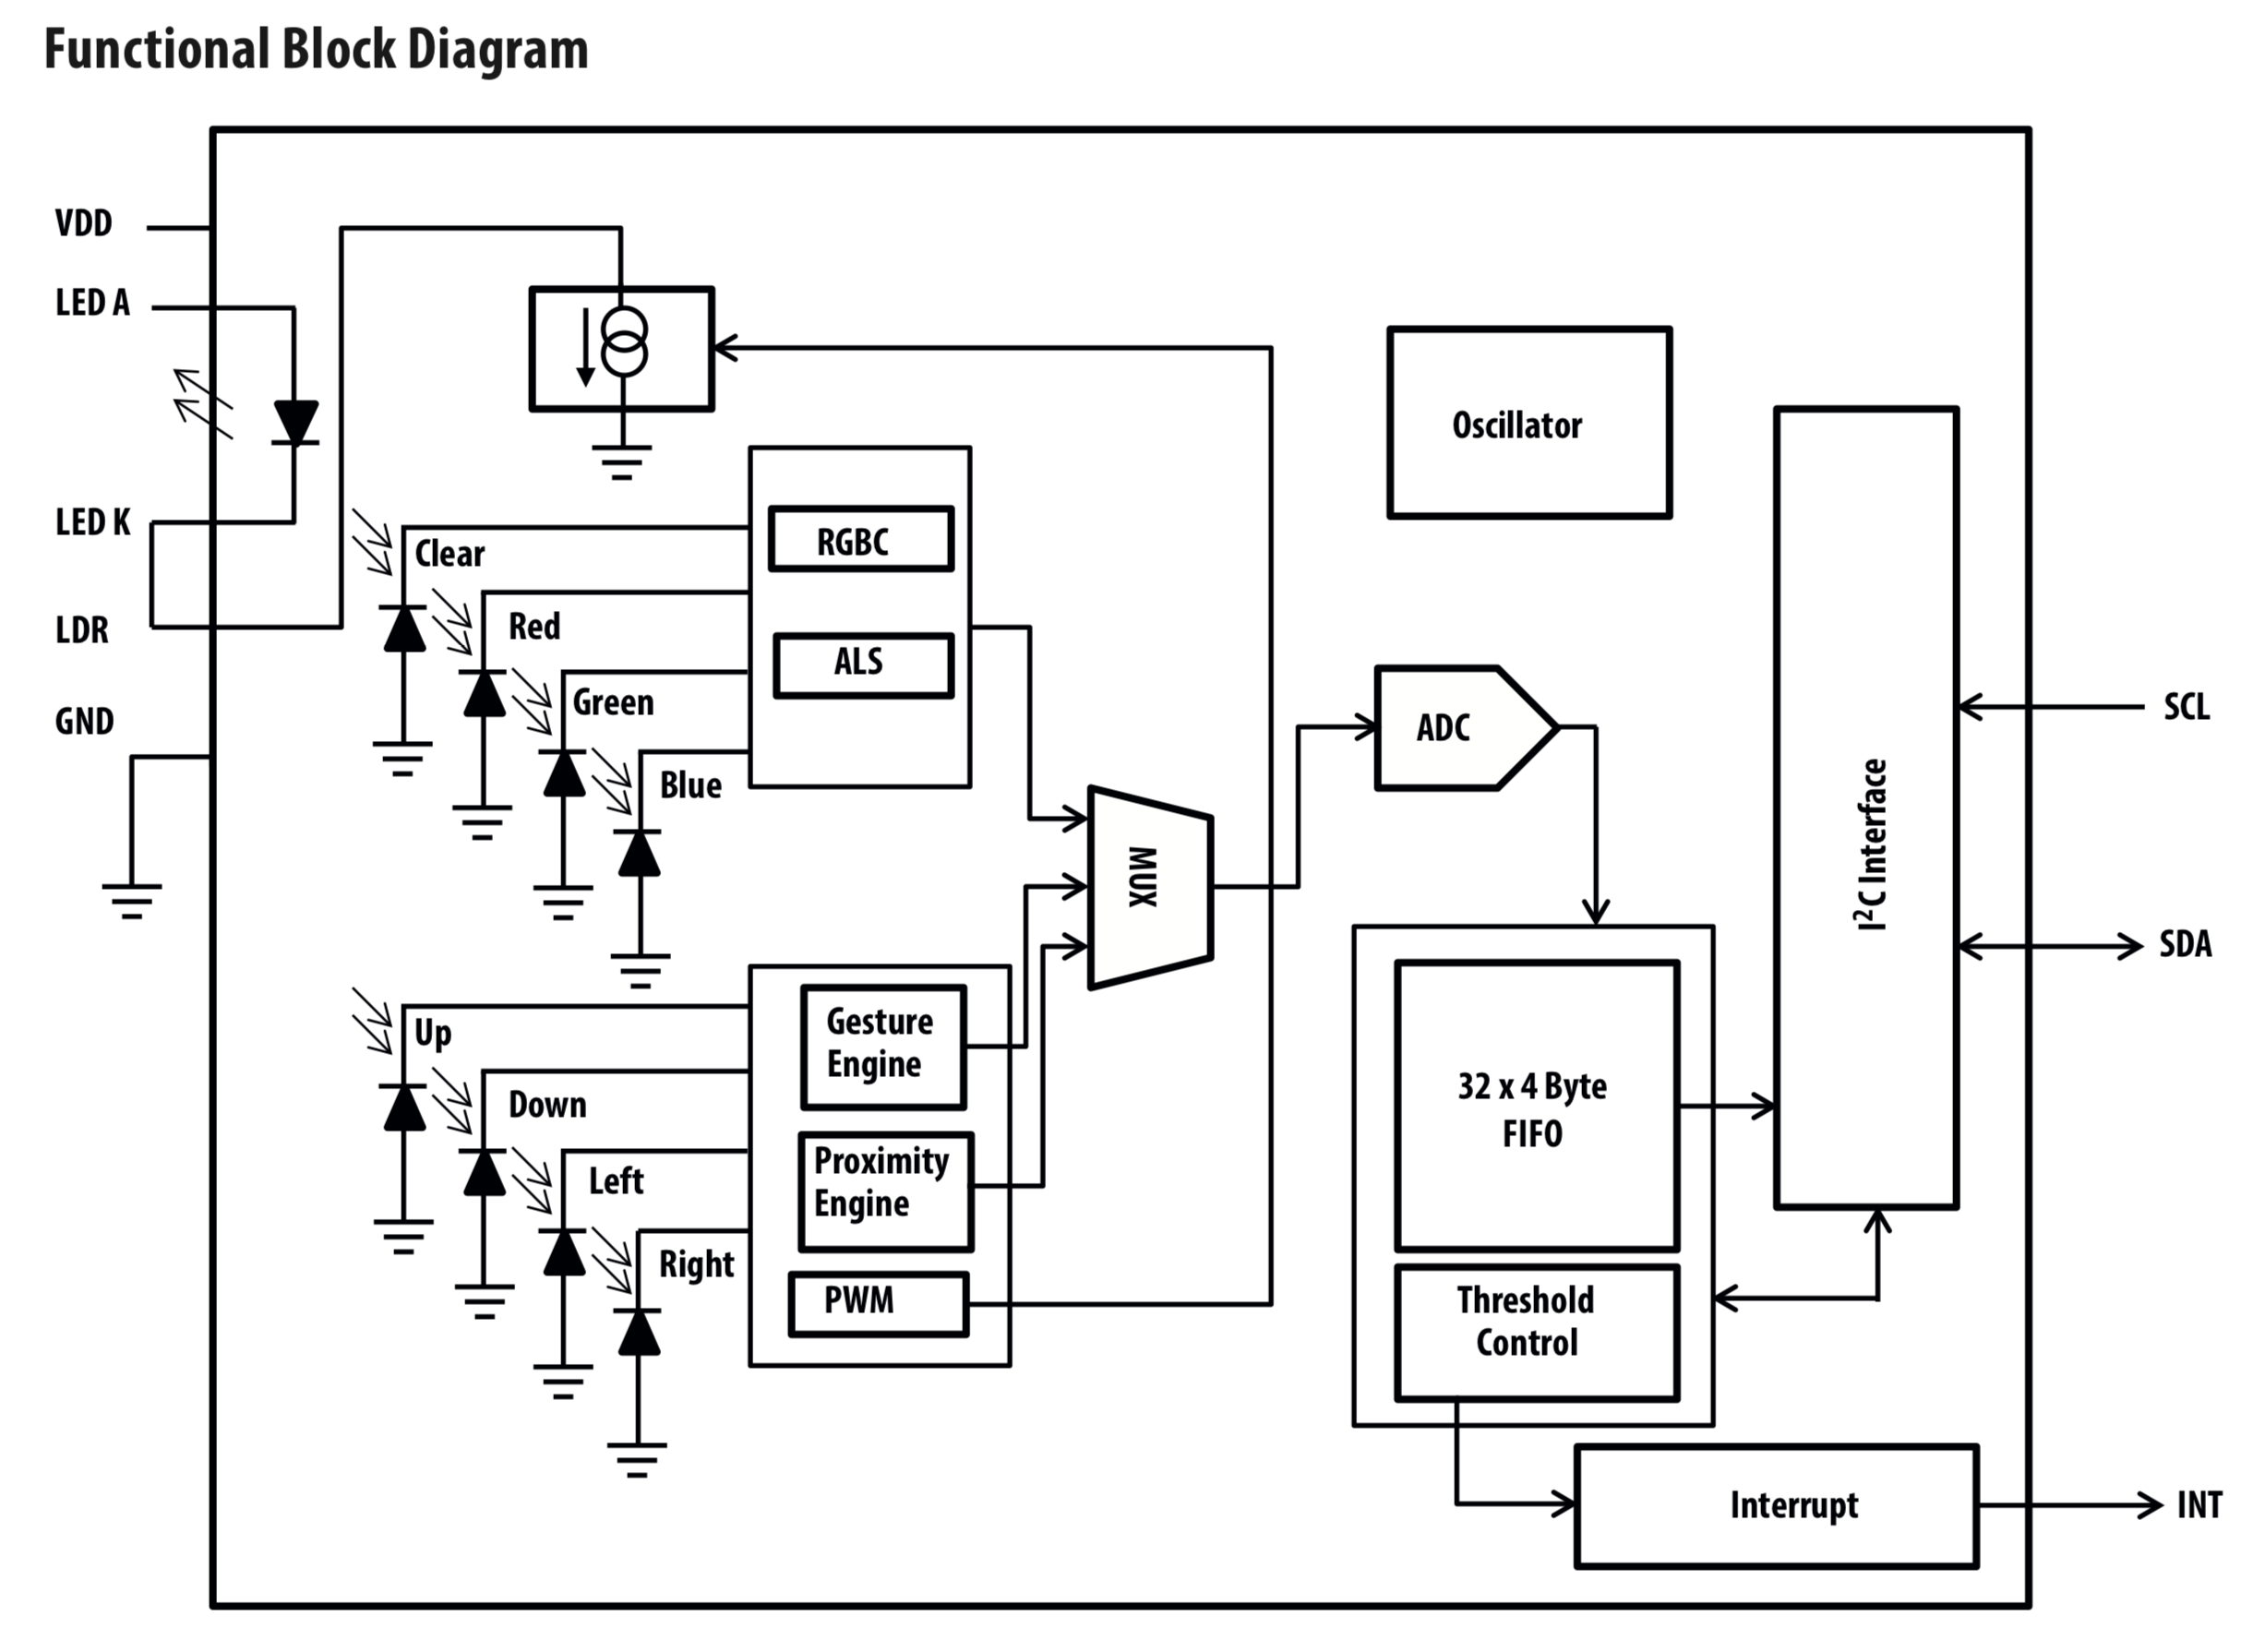 Functional Block Diagram
VDD
LED A
LED K
LDR
GND
Clear
Red
Green
Blue
RGBC
ALS
Up
Down
Left
Right
Gesture
Engine
Proximity
Engine
PWM
MUX
Oscillator
ADC
32 x 4 Byte
FIFO
Threshold
Control
I²C Interface
Interrupt
SCL
SDA
INT